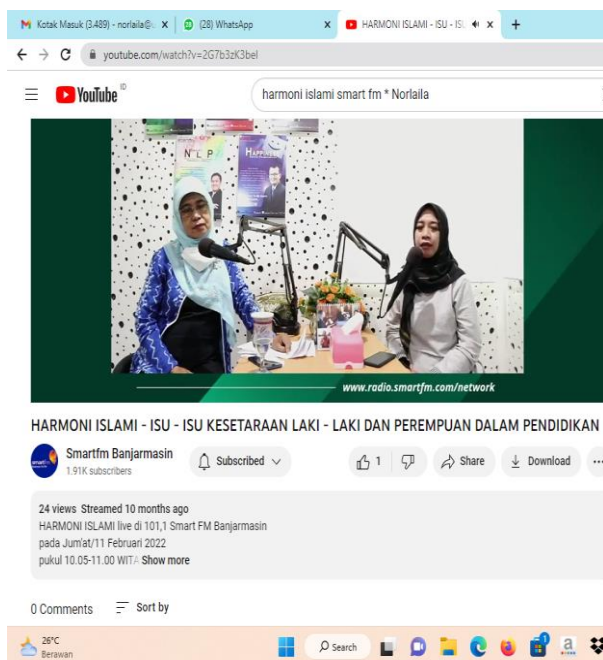 Kotak Masuk (3.489) - norlaila@
(28) WhatsApp
HARMONI ISLAMI - ISU - IS
youtube.com/watch?v=2G7b3zK3bel
YouTube ID
harmoni islami smart fm * Norlaila
NLP
www.radio.smartfm.com/network
HARMONI ISLAMI - ISU - ISU KESETARAAN LAKI - LAKI DAN PEREMPUAN DALAM PENDIDIKAN
Smartfm Banjarmasin
1.91K subscribers
Subscribed
1
Share
Download
24 views Streamed 10 months ago
HARMONI ISLAMI live di 101,1 Smart FM Banjarmasin
pada Jum'at/11 Februari 2022
pukul 10.05-11.00 WITA Show more
0 Comments
Sort by
26°C
Berawan
Search